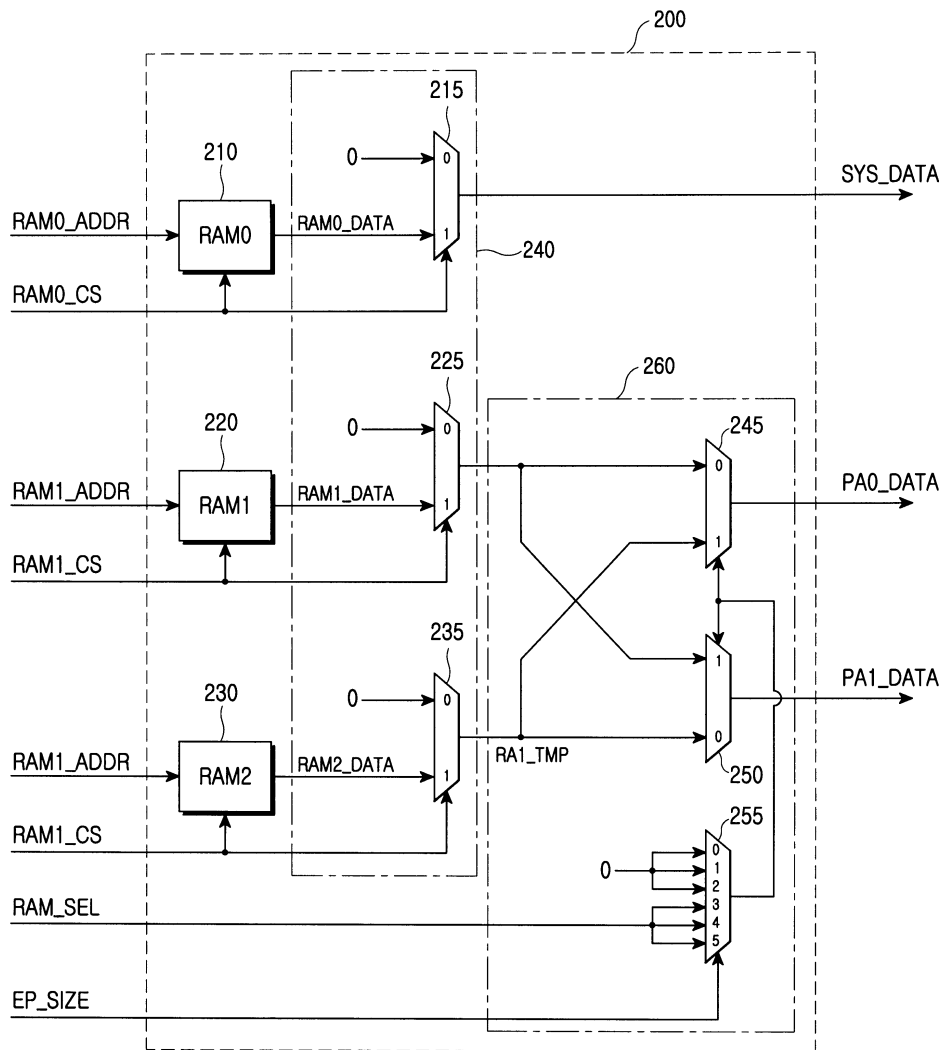 200
215
0
0
210
SYS_DATA
RAM0_ADDR
RAM0
RAM0_DATA
1
240
RAM0_CS
225
260
0
0
245
220
0
PA0_DATA
RAM1_ADDR
RAM1
RAM1_DATA
1
1
RAM1_CS
235
1
PA1_DATA
230
0
0
RAM1_ADDR
RAM2
RAM2_DATA
1
RA1_TMP
0
250
255
RAM1_CS
0
0
1
2
RAM_SEL
3
4
5
EP_SIZE